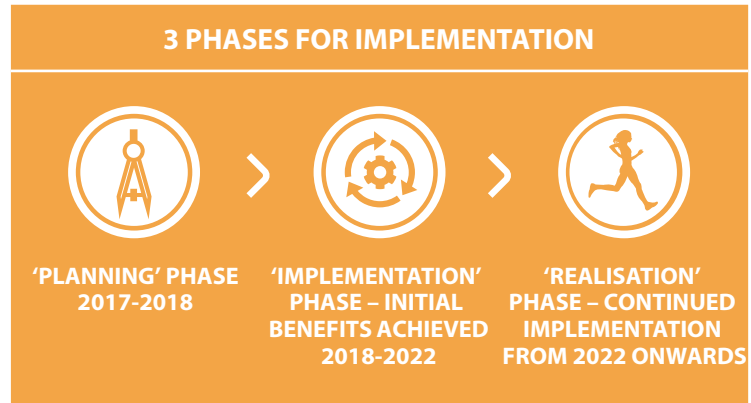 3 PHASES FOR IMPLEMENTATION
‘PLANNING’ PHASE
2017-2018
‘IMPLEMENTATION’
PHASE – INITIAL
BENEFITS ACHIEVED
2018-2022
‘REALISATION’
PHASE – CONTINUED
IMPLEMENTATION
FROM 2022 ONWARDS